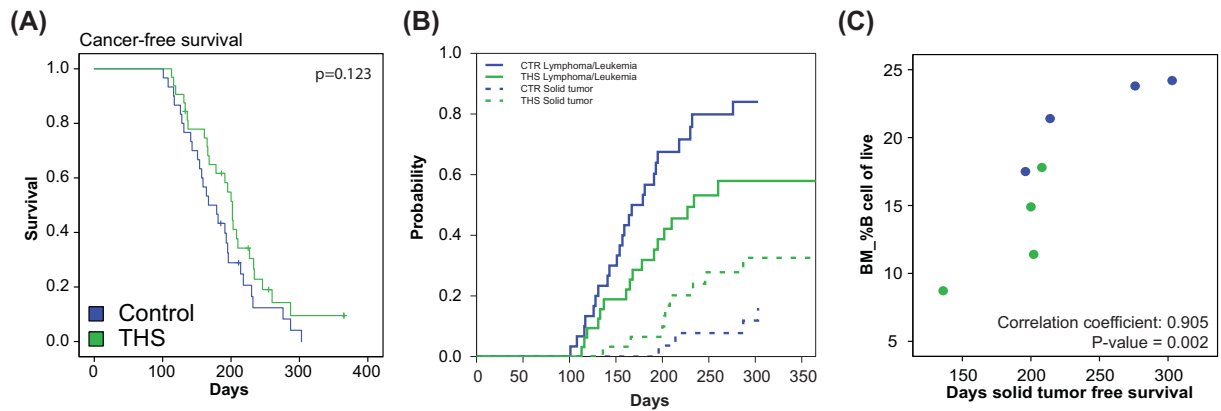 (A)
Cancer-free survival
p=0.123
1.0
0.8
0.6
0.4
0.2
0.0
Survival
Control
THS
0
100
200
300
400
Days
(B)
CTR Lymphoma/Leukemia
THS Lymphoma/Leukemia
CTR Solid tumor
THS Solid tumor
1.0
0.8
0.6
0.4
0.2
0.0
Probability
0
50
100
150
200
250
300
350
Days
(C)
25
20
15
10
5
BM_%B cell of live
Correlation coefficient: 0.905
P-value = 0.002
150
200
250
300
Days solid tumor free survival